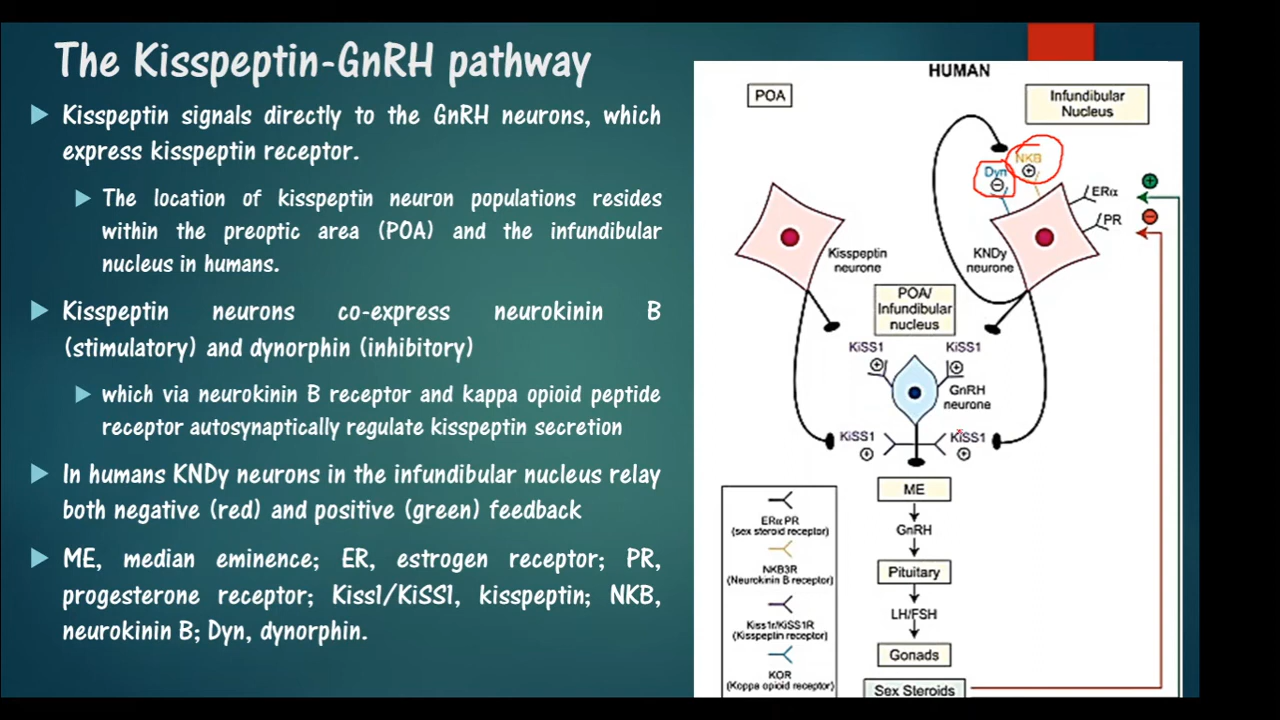 The Kisspeptin-GnRH pathway
Kisspeptin signals directly to the GnRH neurons, which
express kisspeptin receptor.
The location of kisspeptin neuron populations resides
within the preoptic area (POA) and the infundibular
nucleus in humans.
Kisspeptin neurons co-express neurokinin B
(stimulatory) and dynorphin (inhibitory)
which via neurokinin B receptor and kappa opioid peptide
receptor autosynaptically regulate kisspeptin secretion
In humans KNDy neurons in the infundibular nucleus relay
both negative (red) and positive (green) feedback
ME, median eminence; ER, estrogen receptor; PR,
progesterone receptor; Kiss1/KiSS1, kisspeptin; NKB,
neurokinin B; Dyn, dynorphin.
HUMAN
POA
Infundibular
Nucleus
NKB
+
Dyn
−
ERα
+
PR
−
Kisspeptin
neurone
KNDy
neurone
POA/
Infundibular
nucleus
KiSS1
+
KiSS1
+
GnRH
neurone
KiSS1
+
KiSS1
+
ME
GnRH
Pituitary
LH/FSH
Gonads
Sex Steroids
ERα PR
(sex steroid receptor)
NKB3R
(Neurokinin B receptor)
Kiss1r/KiSS1R
(Kisspeptin receptor)
KOR
(Koppa opioid receptor)